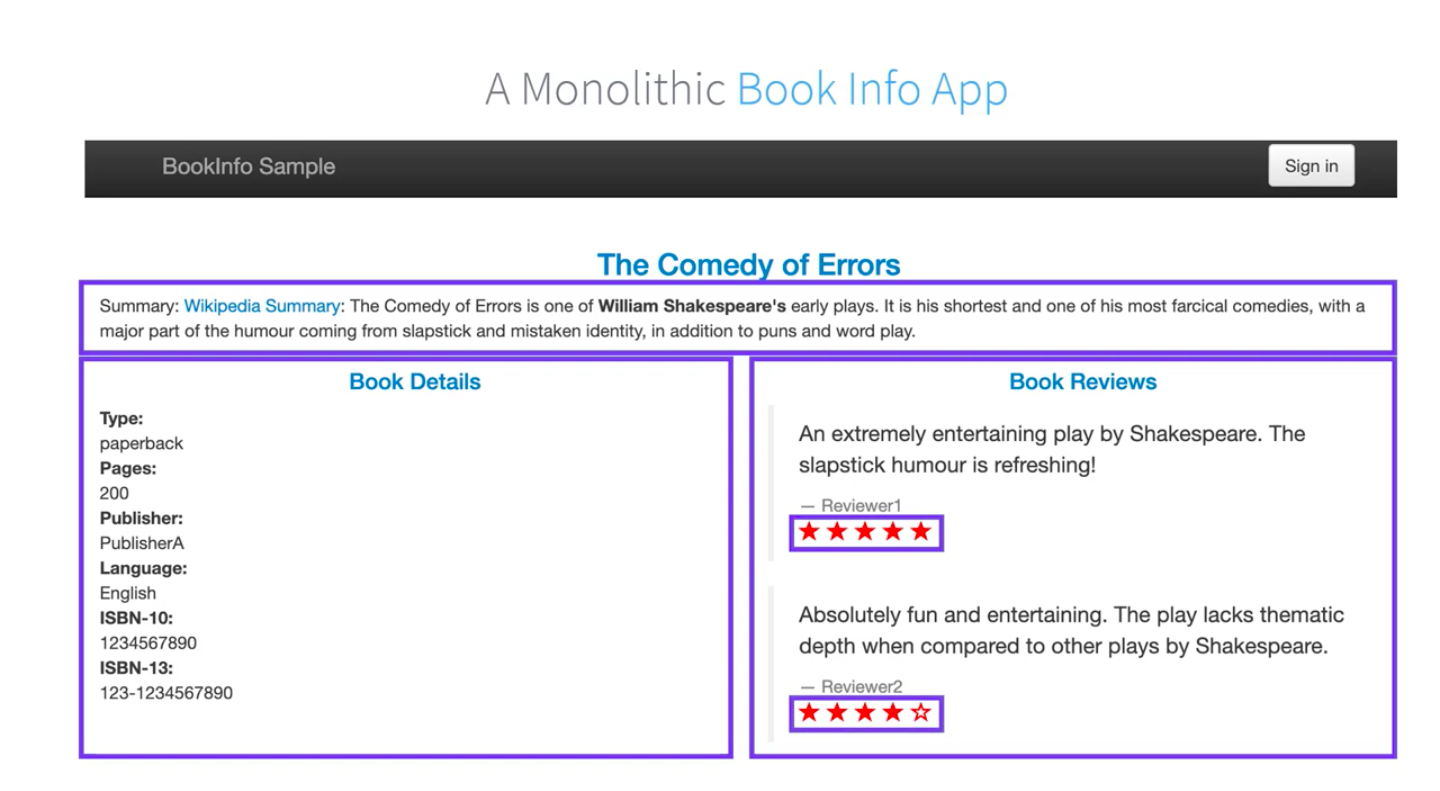 A Monolithic Book Info App
BookInfo Sample
Sign in
The Comedy of Errors
Summary: Wikipedia Summary: The Comedy of Errors is one of William Shakespeare's early plays. It is his shortest and one of his most farcical comedies, with a
major part of the humour coming from slapstick and mistaken identity, in addition to puns and word play.
Book Details
Type:
paperback
Pages:
200
Publisher:
PublisherA
Language:
English
ISBN-10:
1234567890
ISBN-13:
123-1234567890
Book Reviews
An extremely entertaining play by Shakespeare. The
slapstick humour is refreshing!
— Reviewer1
Absolutely fun and entertaining. The play lacks thematic
depth when compared to other plays by Shakespeare.
— Reviewer2